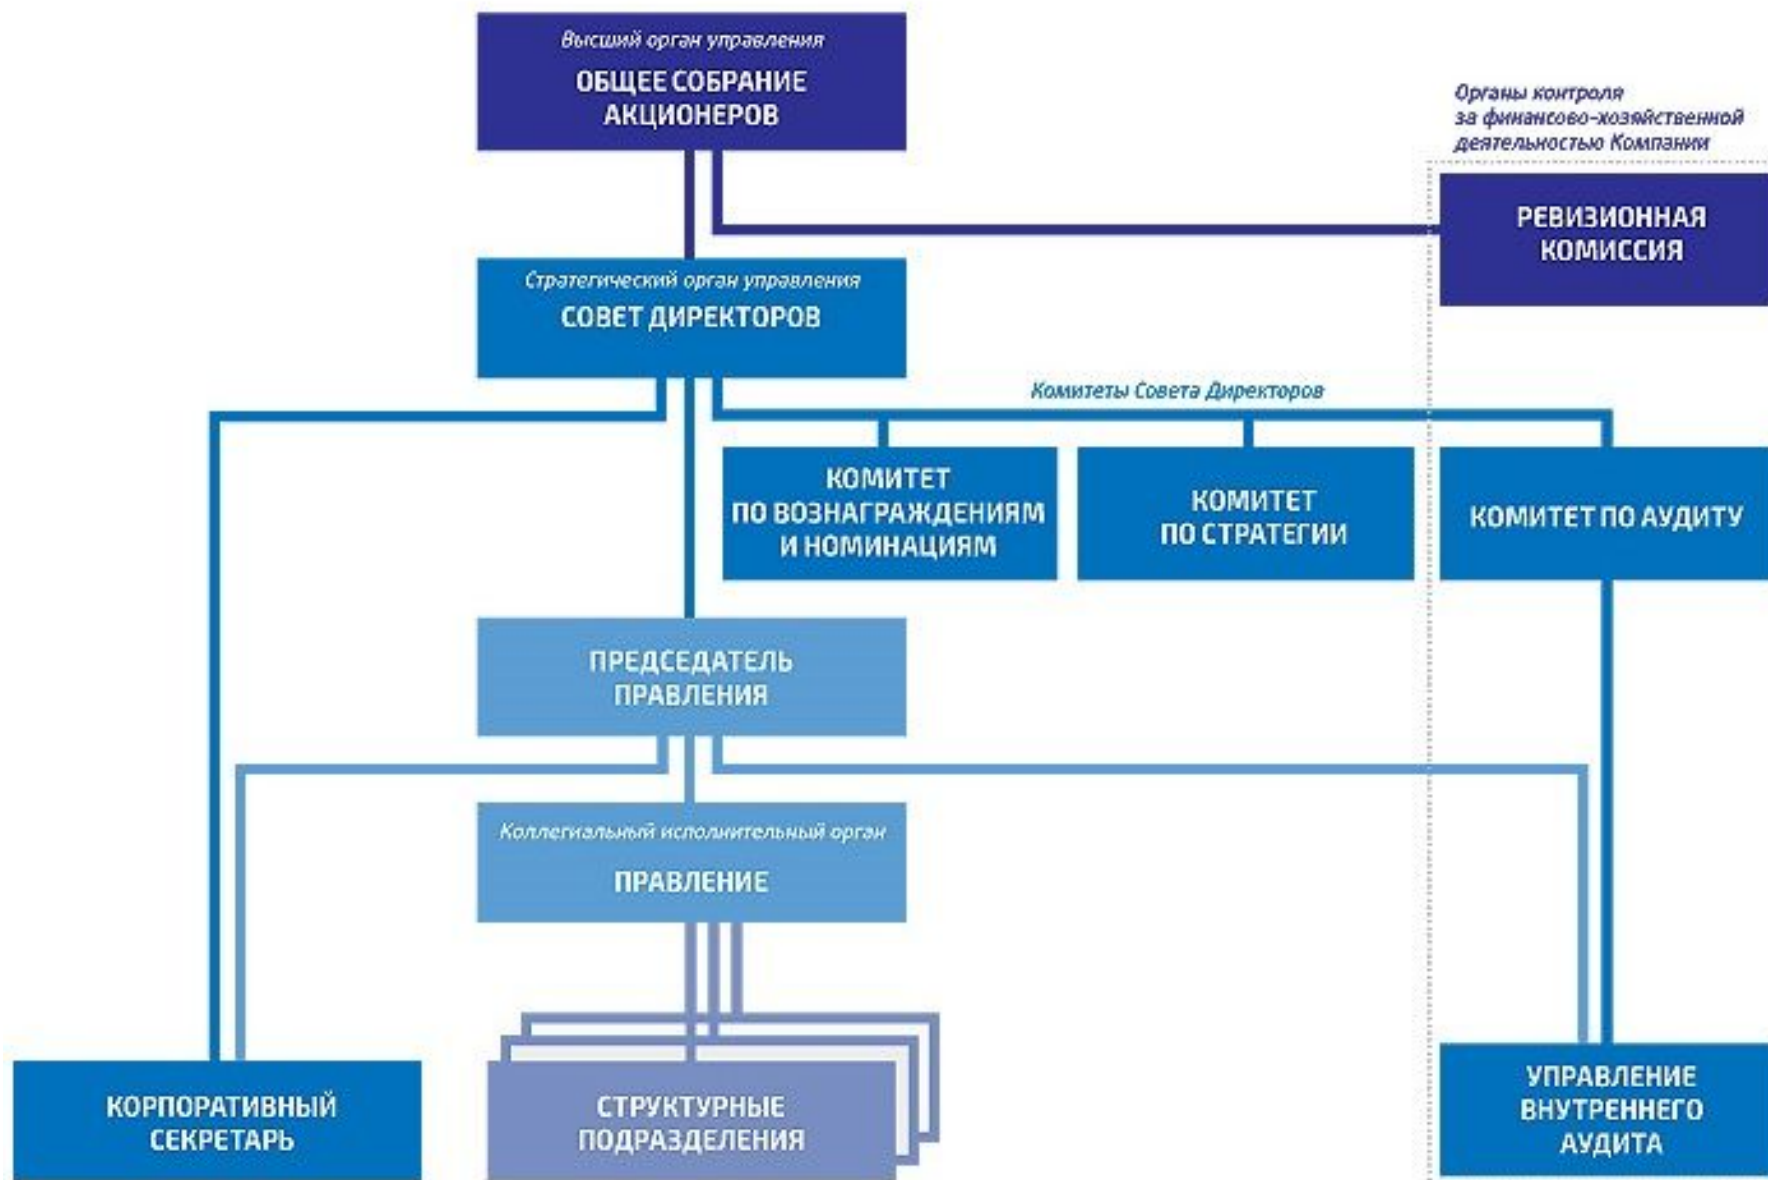 Высший орган управления
ОБЩЕЕ СОБРАНИЕ
АКЦИОНЕРОВ
Органы контроля
за финансово-хозяйственной
деятельностью Компании
РЕВИЗИОННАЯ
КОМИССИЯ
Стратегический орган управления
СОВЕТ ДИРЕКТОРОВ
Комитеты Совета Директоров
КОМИТЕТ
ПО ВОЗНАГРАЖДЕНИЯМ
И НОМИНАЦИЯМ
КОМИТЕТ
ПО СТРАТЕГИИ
КОМИТЕТ ПО АУДИТУ
ПРЕДСЕДАТЕЛЬ
ПРАВЛЕНИЯ
Коллегиальный исполнительный орган
ПРАВЛЕНИЕ
КОРПОРАТИВНЫЙ
СЕКРЕТАРЬ
СТРУКТУРНЫЕ
ПОДРАЗДЕЛЕНИЯ
УПРАВЛЕНИЕ
ВНУТРЕННЕГО
АУДИТА